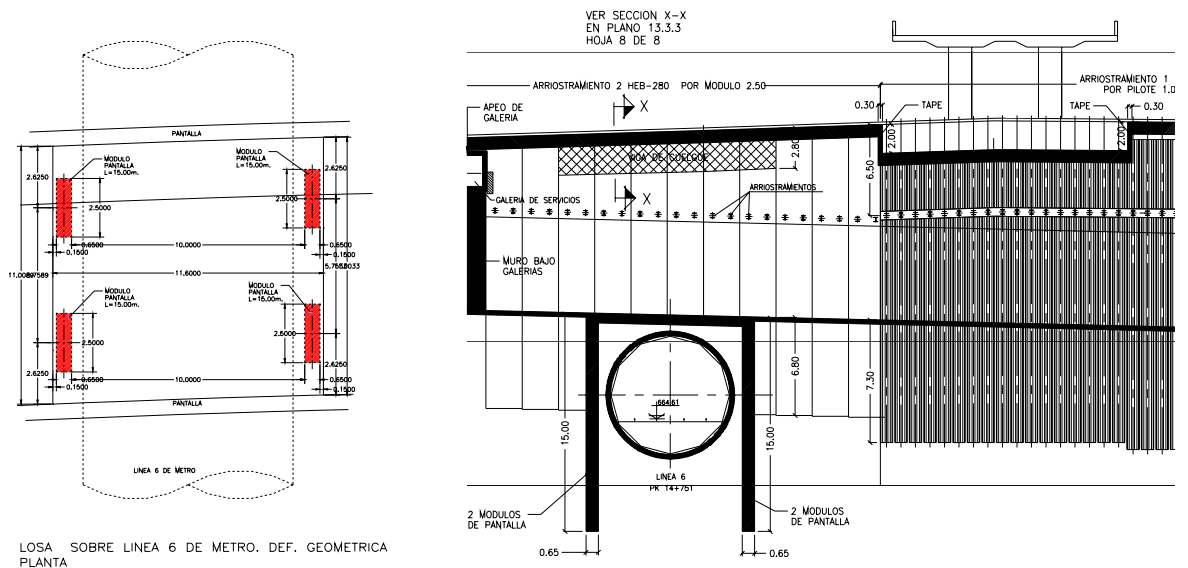 PANTALLA
MODULO
PANTALLA
L=15.00m.
MODULO
PANTALLA
L=15.00m.
2.6250
2.5000
2.5000
2.6250
0.6500
0.1500
10.0000
0.6500
0.1500
11.6000
MODULO
PANTALLA
L=15.00m.
MODULO
PANTALLA
L=15.00m.
2.5000
2.5000
2.6250
2.6250
0.6500
0.1500
10.0000
0.6500
0.1500
PANTALLA
LINEA 6 DE METRO
LOSA SOBRE LINEA 6 DE METRO. DEF. GEOMETRICA
PLANTA
VER SECCION X-X
EN PLANO 13.3.3
HOJA 8 DE 8
ARRIOSTRAMIENTO 2 HEB-280 POR MODULO 2.50
ARRIOSTRAMIENTO 1
POR PILOTE 1.0
APEO DE
GALERIA
X
0.30
TAPE
TAPE
0.30
2.00
2.00
VIGA DE CUELGUE
2.80
6.50
GALERIA DE SERVICIOS
X
ARRIOSTRAMIENTOS
MURO BAJO
GALERIAS
6.80
7.30
664.61
15.00
15.00
LINEA 6
PK 14+751
2 MODULOS
DE PANTALLA
2 MODULOS
DE PANTALLA
0.65
0.65